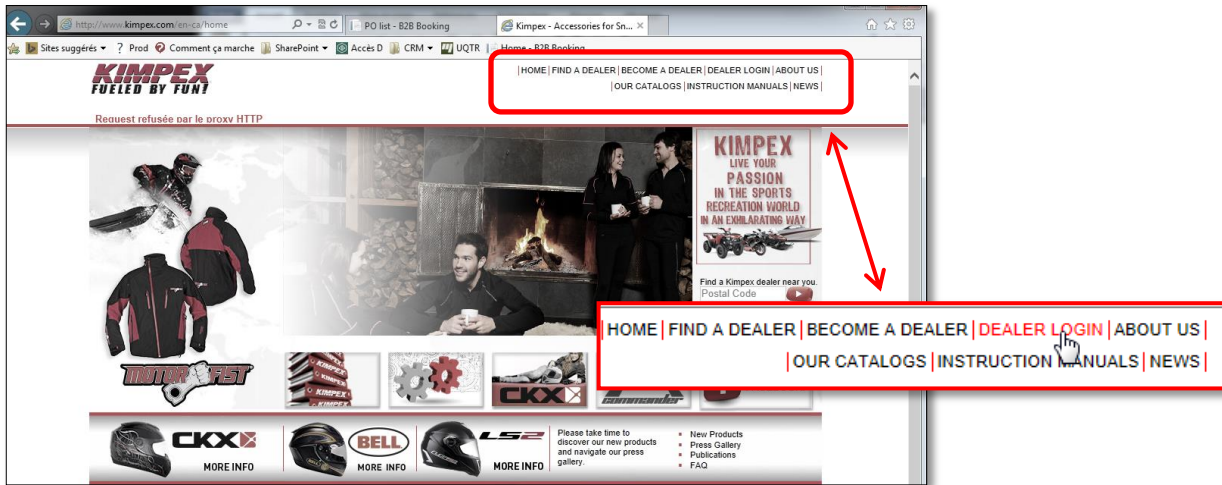 http://www.kimpex.com/en-ca/home
PO list - B2B Booking
Kimpex - Accessories for Sn...
Sites suggérés
Prod
Comment ça marche
SharePoint
Accès D
CRM
UQTR
Home - B2B Booking
KIMPEX
FUELED BY FUN!
|HOME|FIND A DEALER|BECOME A DEALER|DEALER LOGIN|ABOUT US|
|OUR CATALOGS|INSTRUCTION MANUALS|NEWS|
Request refusée par le proxy HTTP
KIMPEX
LIVE YOUR
PASSION
IN THE SPORTS
RECREATION WORLD
IN AN EXHILARATING WAY
Find a Kimpex dealer near you.
Postal Code
|HOME|FIND A DEALER|BECOME A DEALER|DEALER LOGIN|ABOUT US|
|OUR CATALOGS|INSTRUCTION MANUALS|NEWS|
MOTORFIST
KIMPEX
KIMPEX
KIMPEX
CKX
commander
CKX
MORE INFO
BELL
MORE INFO
LS2
MORE INFO
Please take time to
discover our new products
and navigate our press
gallery.
New Products
Press Gallery
Publications
FAQ